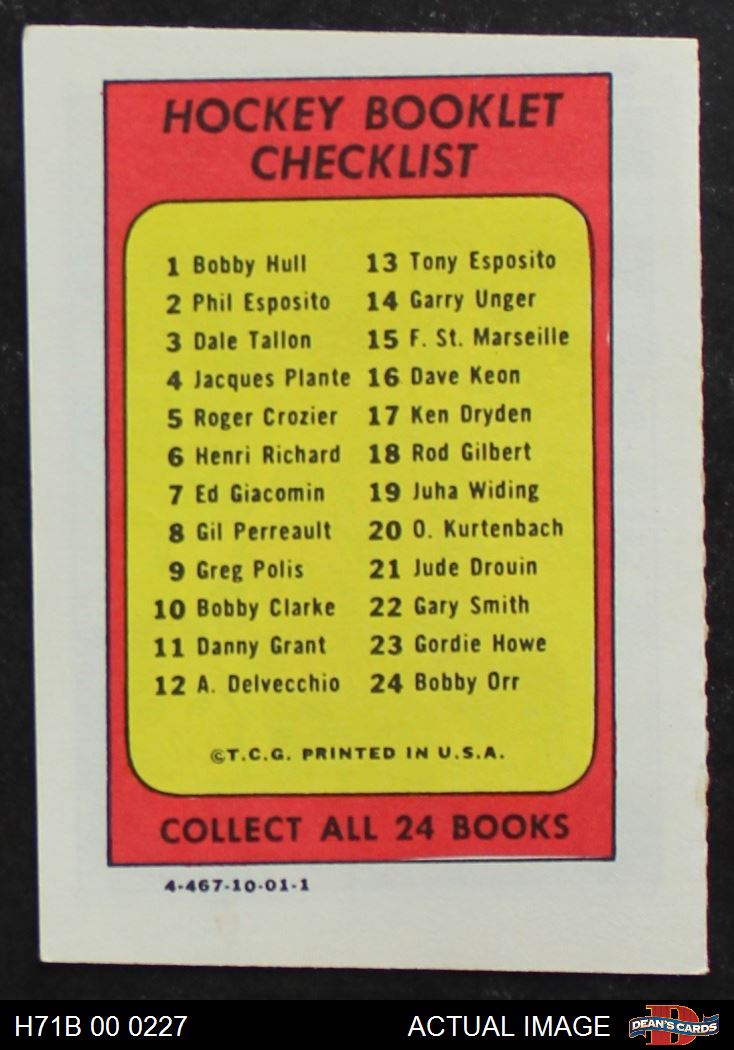 HOCKEY BOOKLET
CHECKLIST
1 Bobby Hull
2 Phil Esposito
3 Dale Tallon
4 Jacques Plante
5 Roger Crozier
6 Henri Richard
7 Ed Giacomin
8 Gil Perreault
9 Greg Polis
10 Bobby Clarke
11 Danny Grant
12 A. Delvecchio
13 Tony Esposito
14 Garry Unger
15 F. St. Marseille
16 Dave Keon
17 Ken Dryden
18 Rod Gilbert
19 Juha Widing
20 O. Kurtenbach
21 Jude Drouin
22 Gary Smith
23 Gordie Howe
24 Bobby Orr
©T.C.G. PRINTED IN U.S.A.
COLLECT ALL 24 BOOKS
4-467-10-01-1
H71B 00 0227
ACTUAL IMAGE
D
DEAN'S CARDS